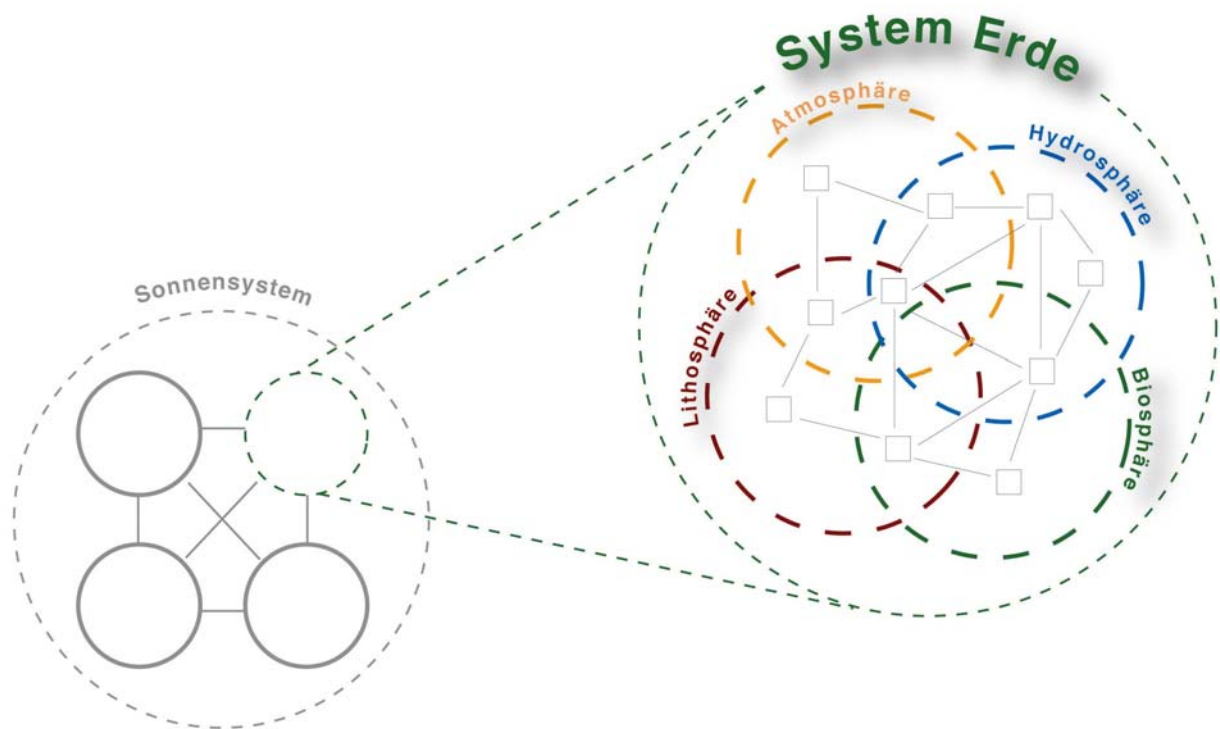 System Erde
Atmosphäre
Hydrosphäre
Sonnensystem
Lithosphäre
Biosphäre